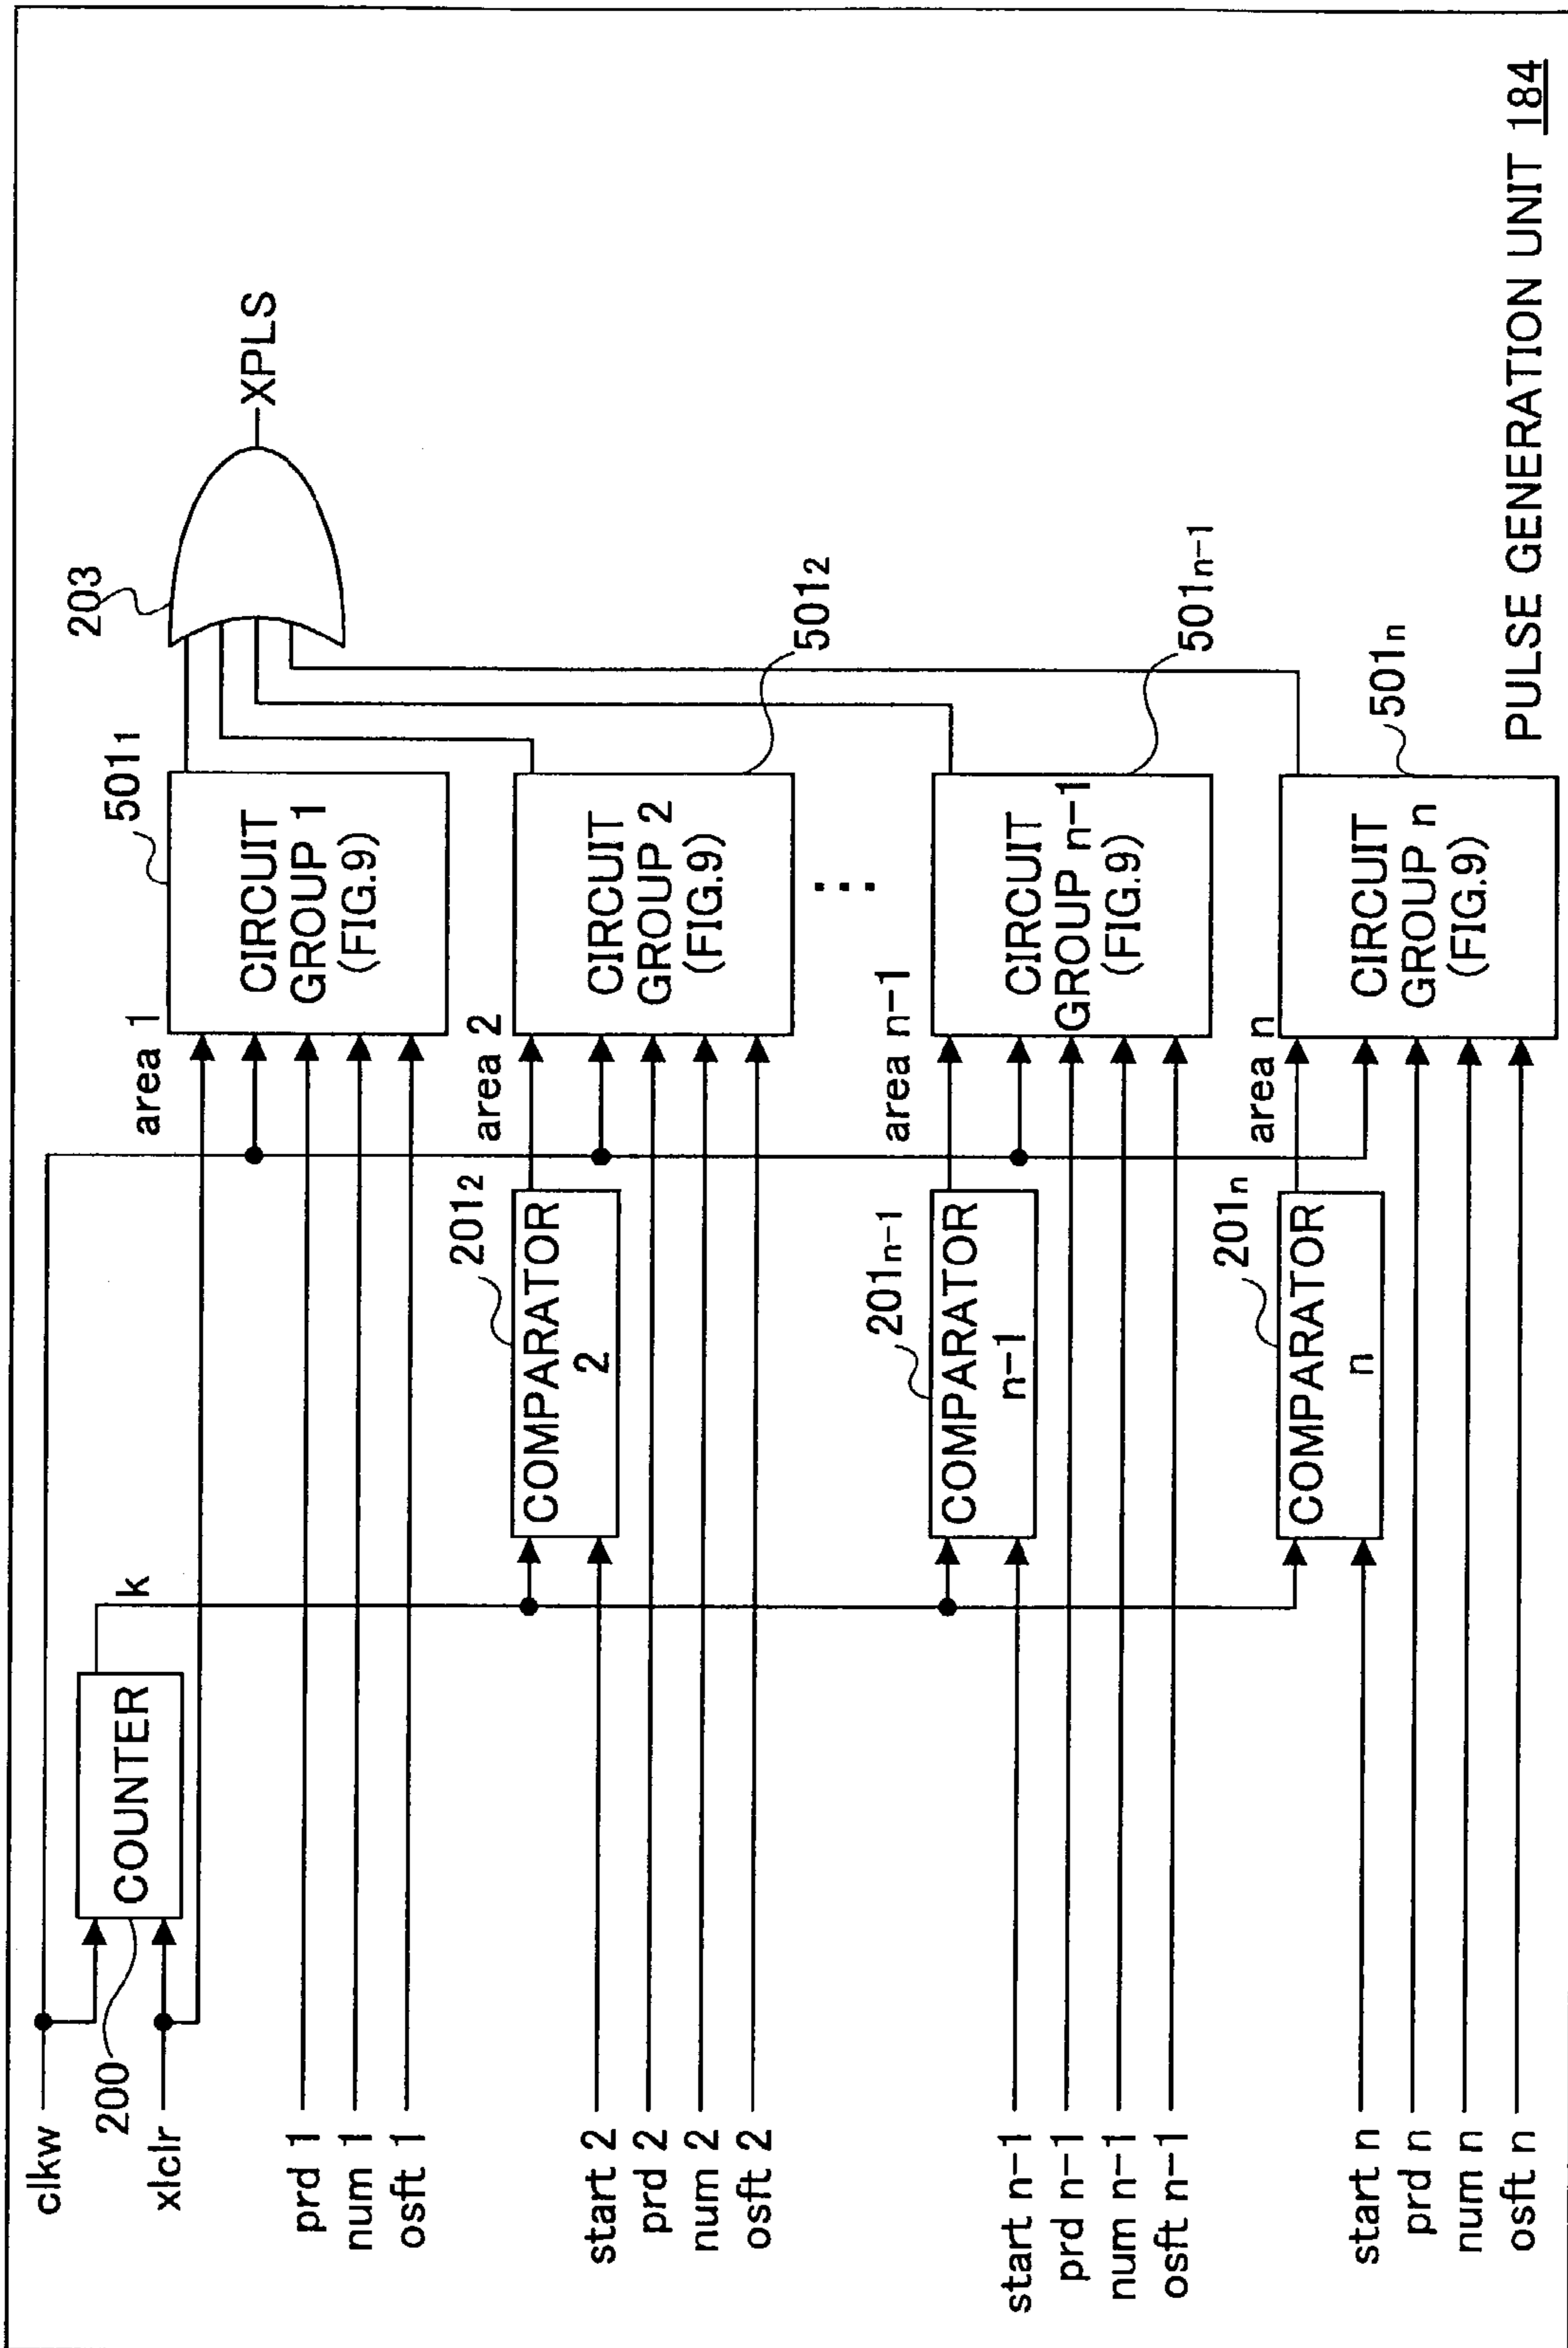 clkw
200
xlclr
COUNTER
k
prd 1
num 1
osft 1
area 1
CIRCUIT
GROUP 1
(FIG.9)
5011
203
XPLS
start 2
prd 2
num 2
osft 2
COMPARATOR
2
2012
area 2
CIRCUIT
GROUP 2
(FIG.9)
5012
⋮
start n-1
prd n-1
num n-1
osft n-1
COMPARATOR
n-1
201n-1
area n-1
CIRCUIT
GROUP n-1
(FIG.9)
501n-1
start n
prd n
num n
osft n
COMPARATOR
n
201n
area n
CIRCUIT
GROUP n
(FIG.9)
501n
PULSE GENERATION UNIT 184